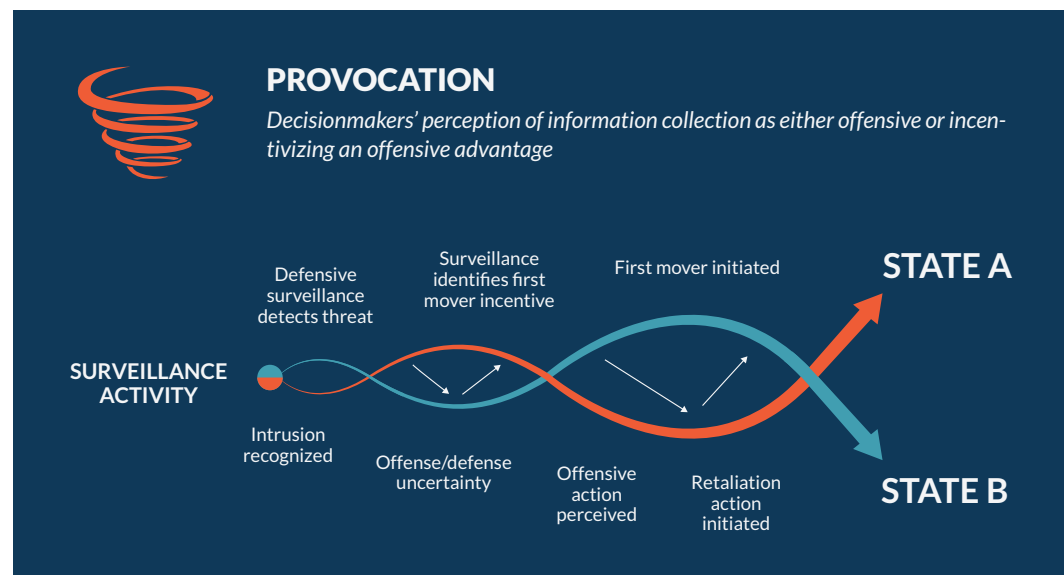 PROVOCATION
Decisionmakers’ perception of information collection as either offensive or incen-
tivizing an offensive advantage
Defensive
surveillance
detects threat
Surveillance
identifies first
mover incentive
First mover initiated
STATE A
SURVEILLANCE
ACTIVITY
Intrusion
recognized
Offense/defense
uncertainty
Offensive
action
perceived
Retaliation
action
initiated
STATE B